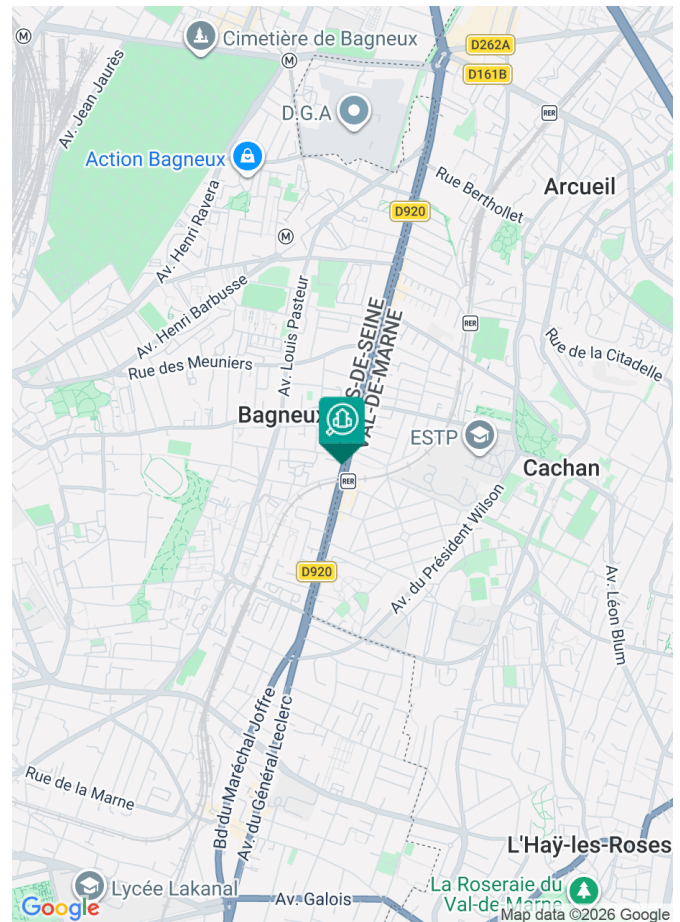 Cimetière de Bagneux
D262A
D161B
Av. Jean Jaurès
M
M
D.G.A
RER
Action Bagneux
Arcueil
Rue Berthollet
D920
Av. Henri Ravera
M
Av. Henri Barbusse
Av. Louis Pasteur
RER
Rue de la Citadelle
Rue des Meuniers
S-DE-SEINE
VAL-DE-MARNE
Bagneux
ESTP
Cachan
RER
Av. du Président Wilson
D920
Av. Léon Blum
Bd du Maréchal Joffre
Av. du Général Leclerc
Rue de la Marne
L'Haÿ-les-Roses
Lycée Lakanal
Av. Galois
La Roseraie du
Val-de-Marne
Google
Map data ©2026 Google